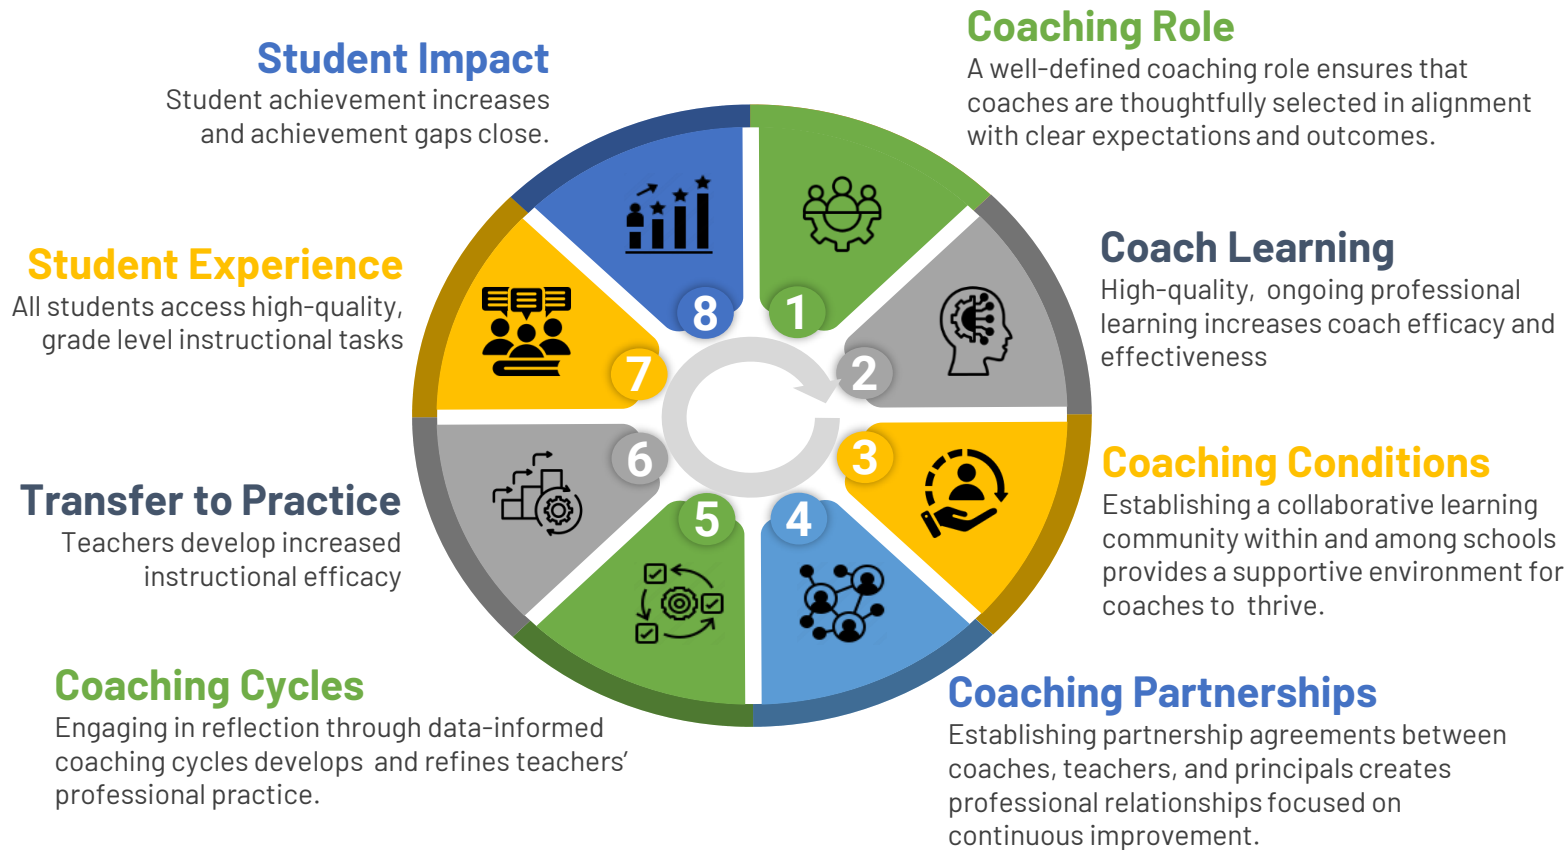 Coaching Role
A well-defined coaching role ensures that
coaches are thoughtfully selected in alignment
with clear expectations and outcomes.
Coach Learning
High-quality, ongoing professional
learning increases coach efficacy and
effectiveness
Coaching Conditions
Establishing a collaborative learning
community within and among schools
provides a supportive environment for
coaches to thrive.
Coaching Partnerships
Establishing partnership agreements between
coaches, teachers, and principals creates
professional relationships focused on
continuous improvement.
Coaching Cycles
Engaging in reflection through data-informed
coaching cycles develops and refines teachers’
professional practice.
Transfer to Practice
Teachers develop increased
instructional efficacy
Student Experience
All students access high-quality,
grade level instructional tasks
Student Impact
Student achievement increases
and achievement gaps close.
1
2
3
4
5
6
7
8